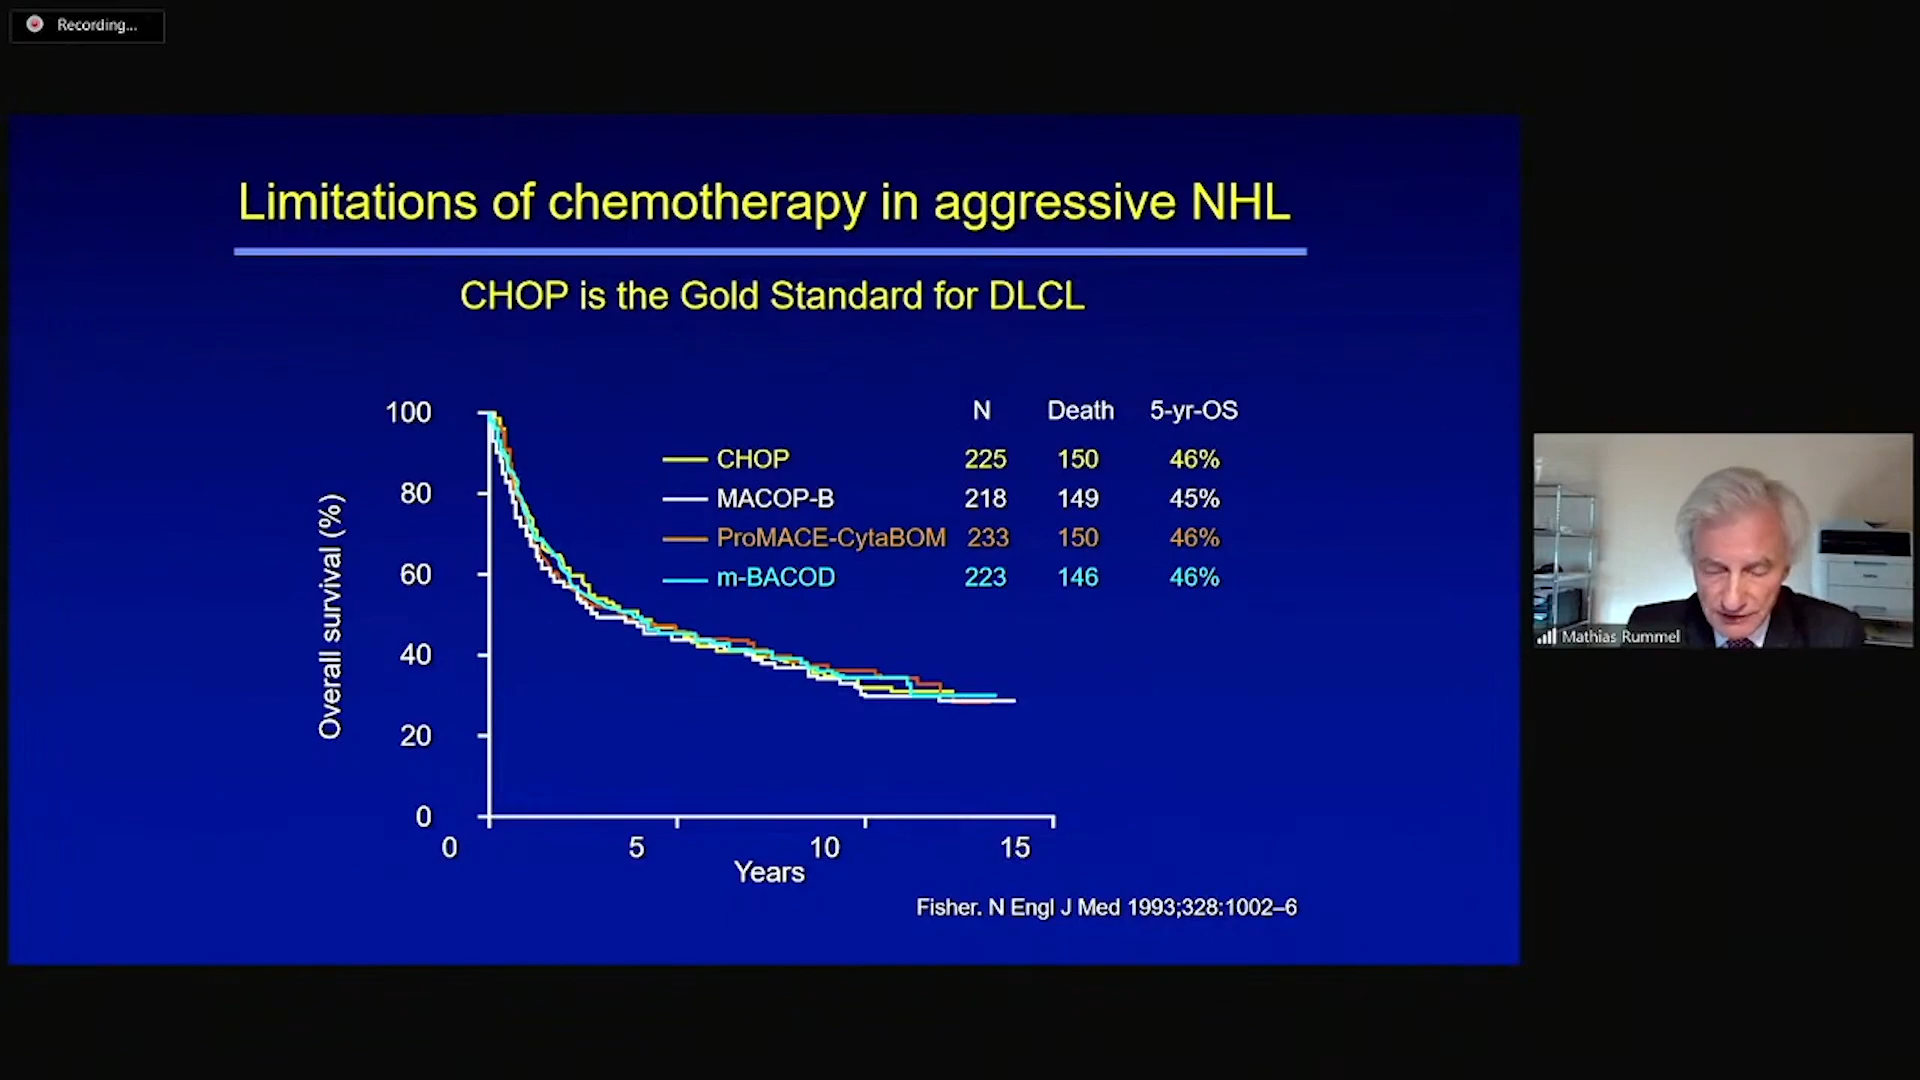 Recording...
Limitations of chemotherapy in aggressive NHL
CHOP is the Gold Standard for DLCL
N Death 5-yr-OS
CHOP 225 150 46%
MACOP-B 218 149 45%
ProMACE-CytaBOM 233 150 46%
m-BACOD 223 146 46%
Overall survival (%)
100
80
60
40
20
0
0 5 10 15
Years
Fisher. N Engl J Med 1993;328:1002–6
Mathias Rummel